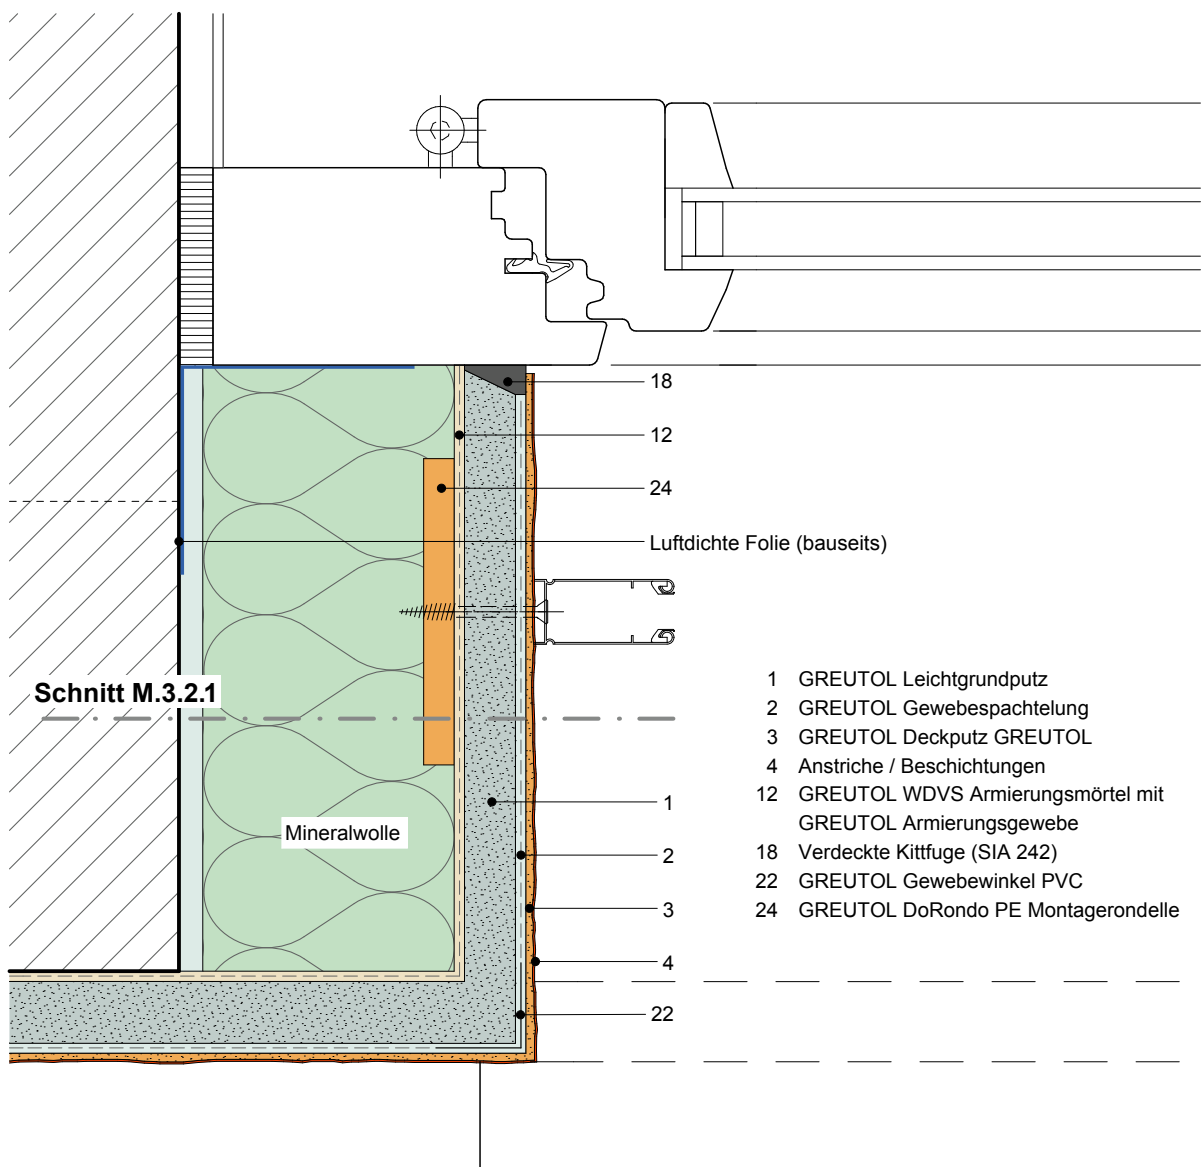 18
12
24
Luftdichte Folie (bauseits)
Schnitt M.3.2.1
Mineralwolle
1
2
3
4
22
1 GREUTOL Leichtgrundputz
2 GREUTOL Gewebespachtelung
3 GREUTOL Deckputz GREUTOL
4 Anstriche / Beschichtungen
12 GREUTOL WDVS Armierungsmörtel mit
GREUTOL Armierungsgewebe
18 Verdeckte Kittfuge (SIA 242)
22 GREUTOL Gewebewinkel PVC
24 GREUTOL DoRondo PE Montagerondelle